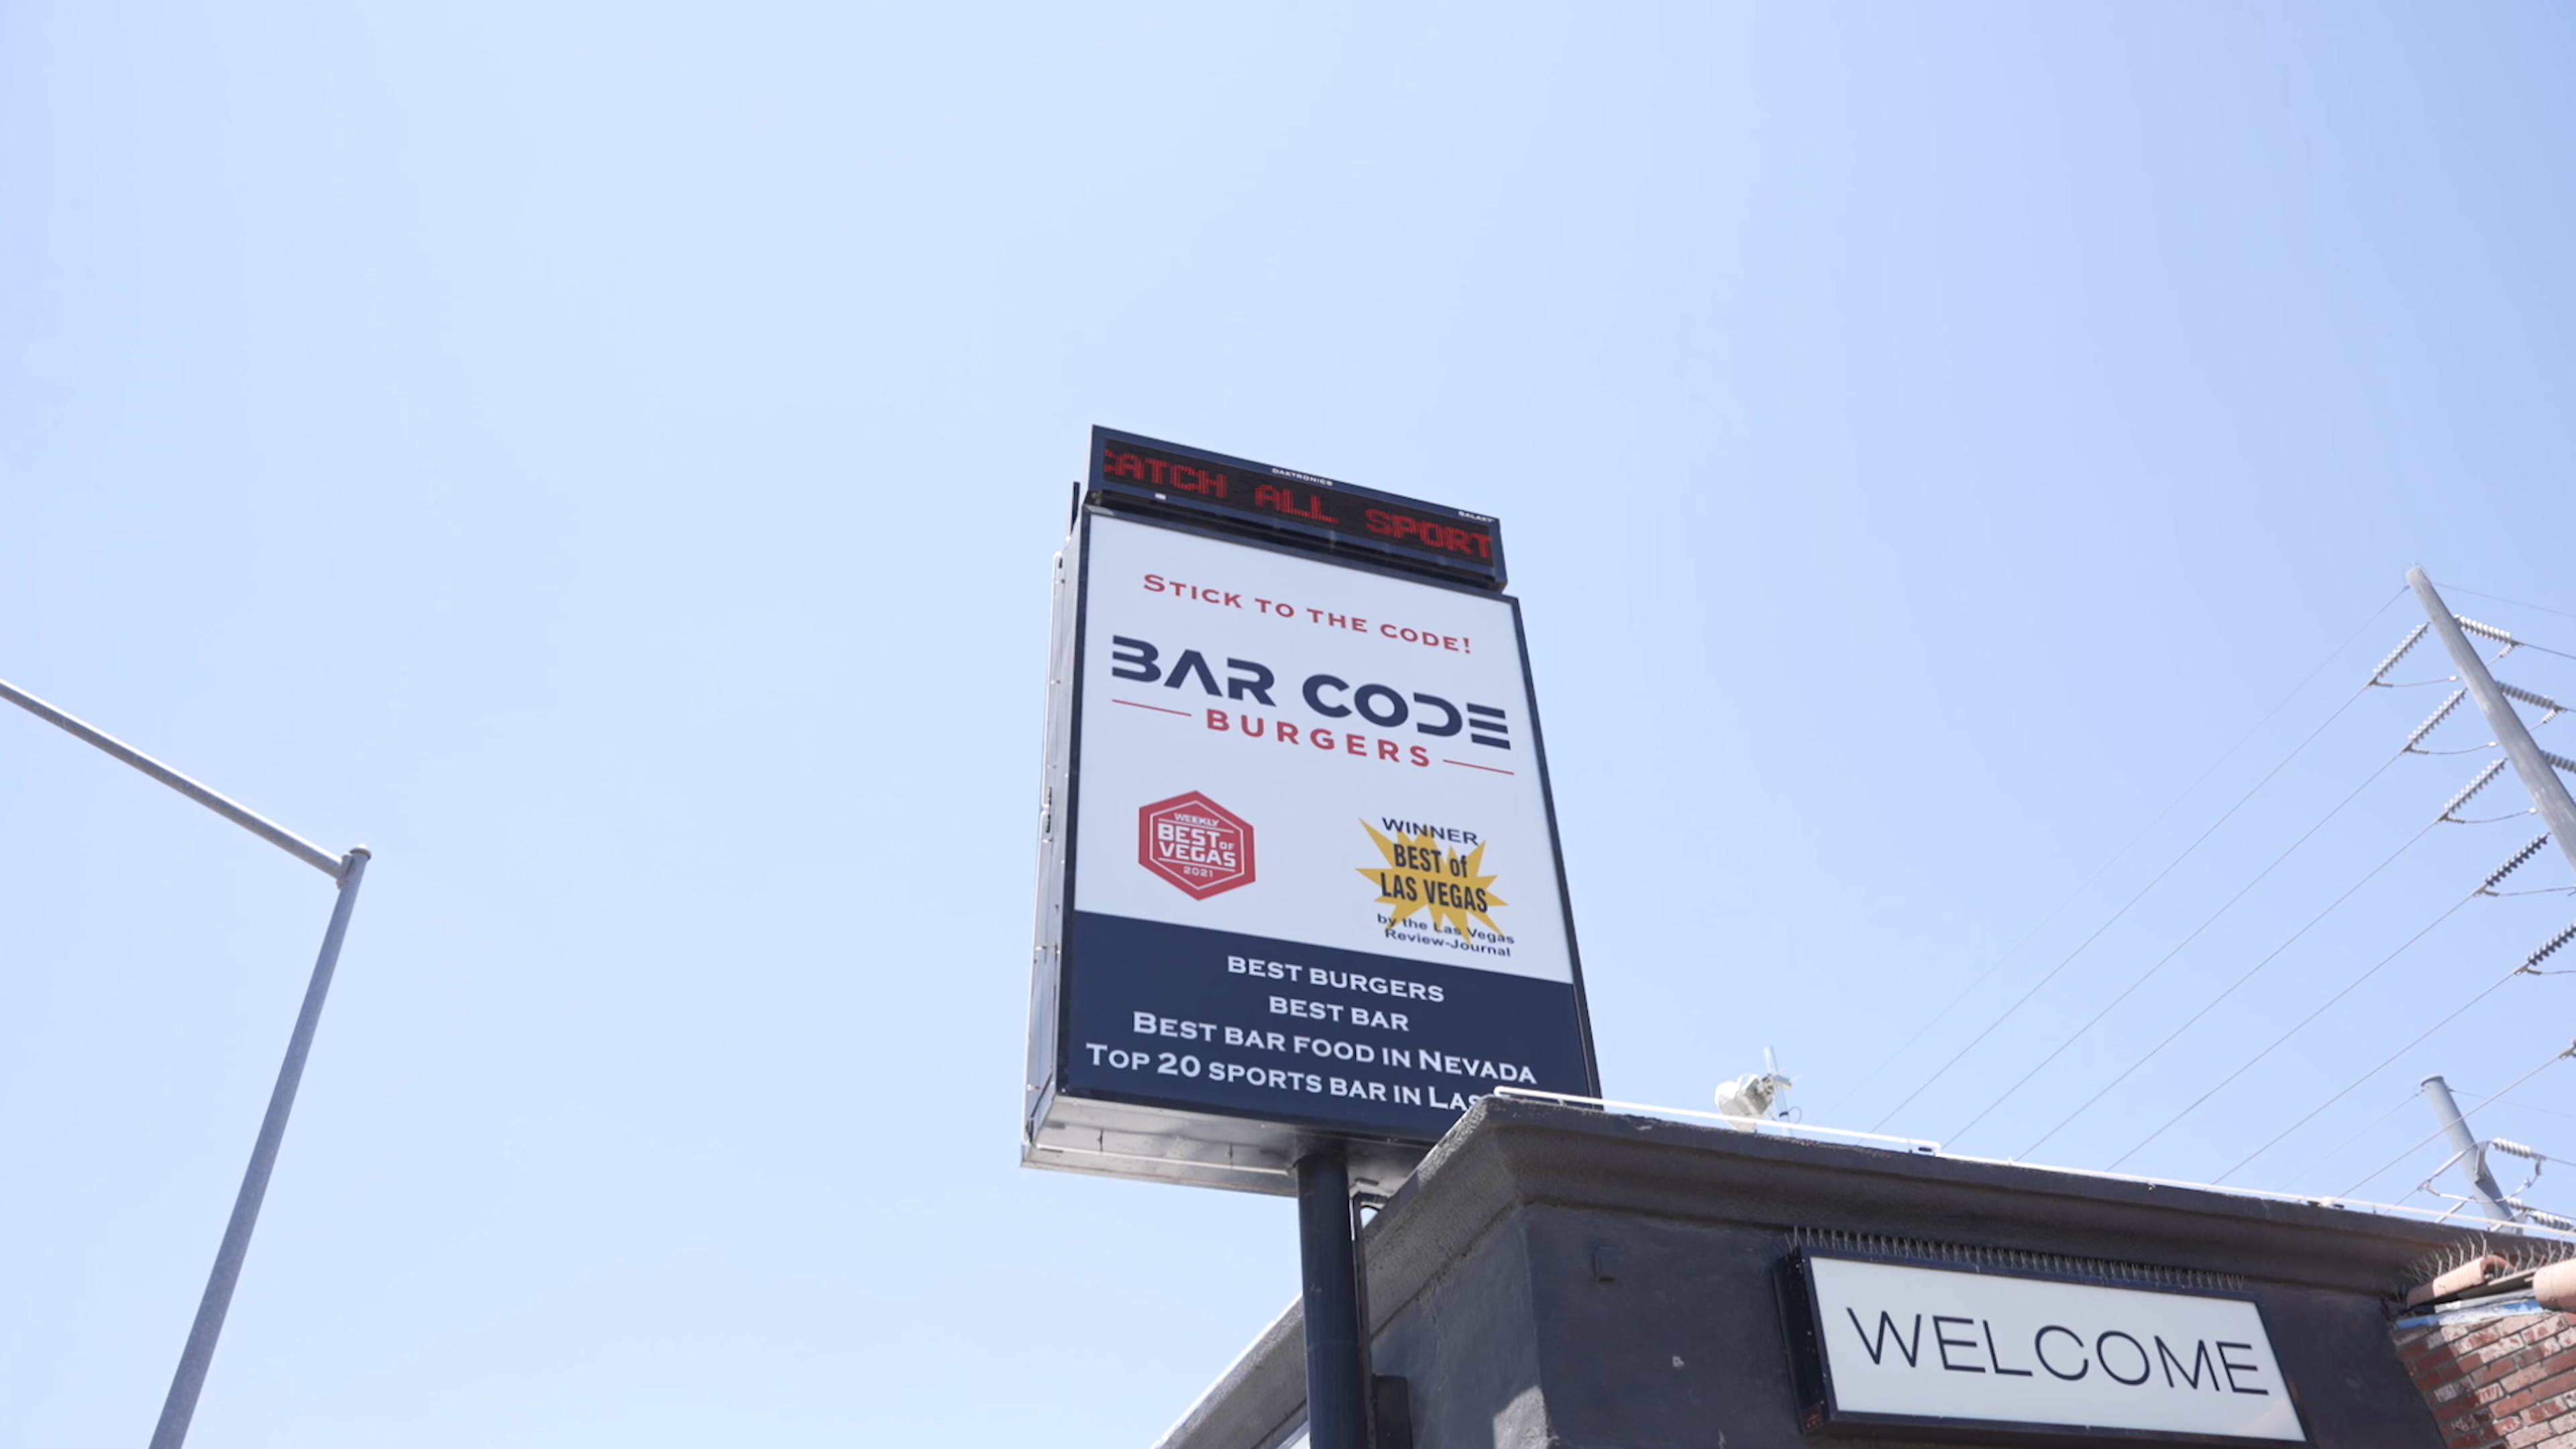 DAKTRONICS
GALAXY
CATCH ALL SPORT
STICK TO THE CODE!
BAR CODE
BURGERS
WEEKLY
BEST OF
VEGAS
2021
WINNER
BEST of
LAS VEGAS
by the Las Vegas
Review-Journal
BEST BURGERS
BEST BAR
BEST BAR FOOD IN NEVADA
TOP 20 SPORTS BAR IN LAS
WELCOME